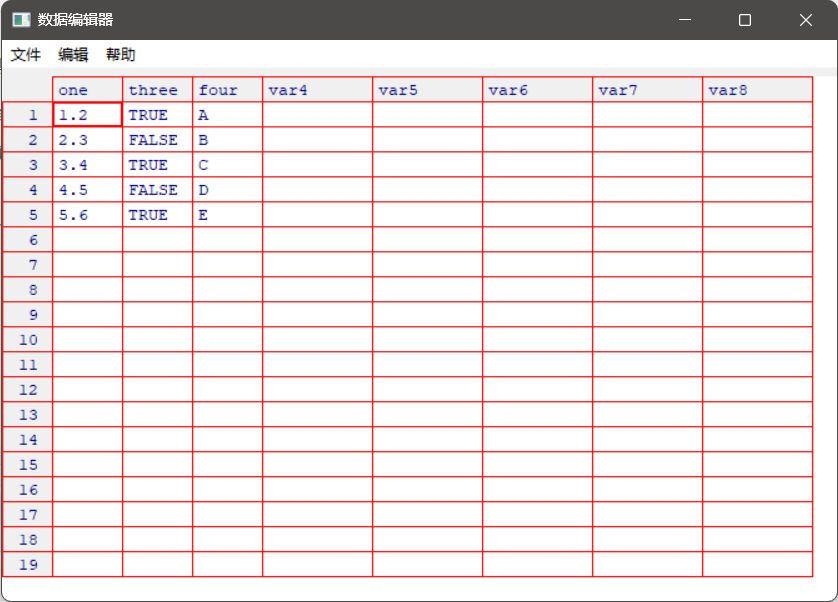 数据编辑器
文件 编辑 帮助
one three four var4 var5 var6 var7 var8
1 1.2 TRUE A
2 2.3 FALSE B
3 3.4 TRUE C
4 4.5 FALSE D
5 5.6 TRUE E
6
7
8
9
10
11
12
13
14
15
16
17
18
19